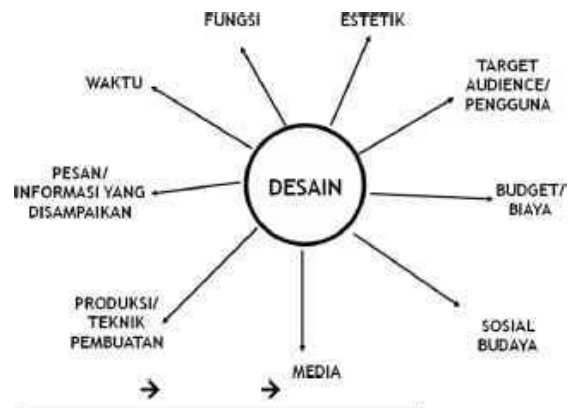 FUNGSI
ESTETIK
WAKTU
TARGET
AUDIENCE/
PENGGUNA
PESAN/
INFORMASI YANG
DISAMPAIKAN
DESAIN
BUDGET/
BIAYA
PRODUKSI/
TEKNIK
PEMBUATAN
SOSIAL
BUDAYA
MEDIA